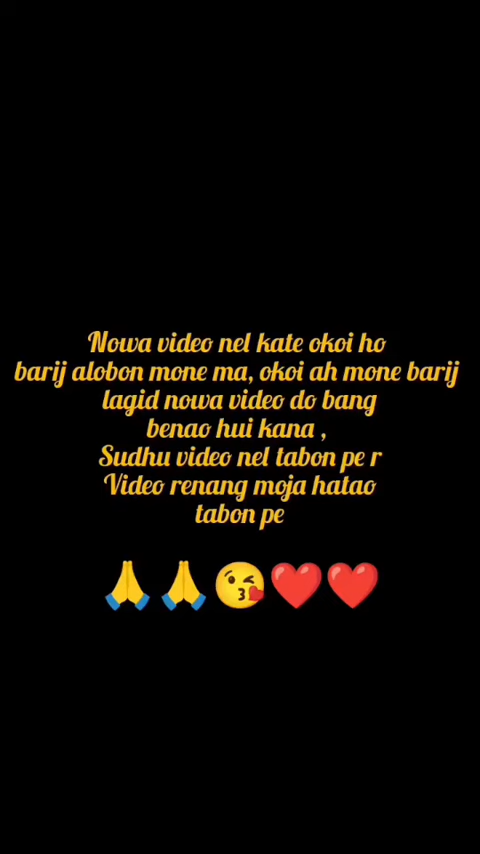 Nowa video nel kate okoi ho
barij alobon mone ma, okoi ah mone barij
lagid nowa video do bang
benao hui kana ,
Sudhu video nel tabon pe r
Video renang moja hatao
tabon pe
🙏🙏😘❤️❤️